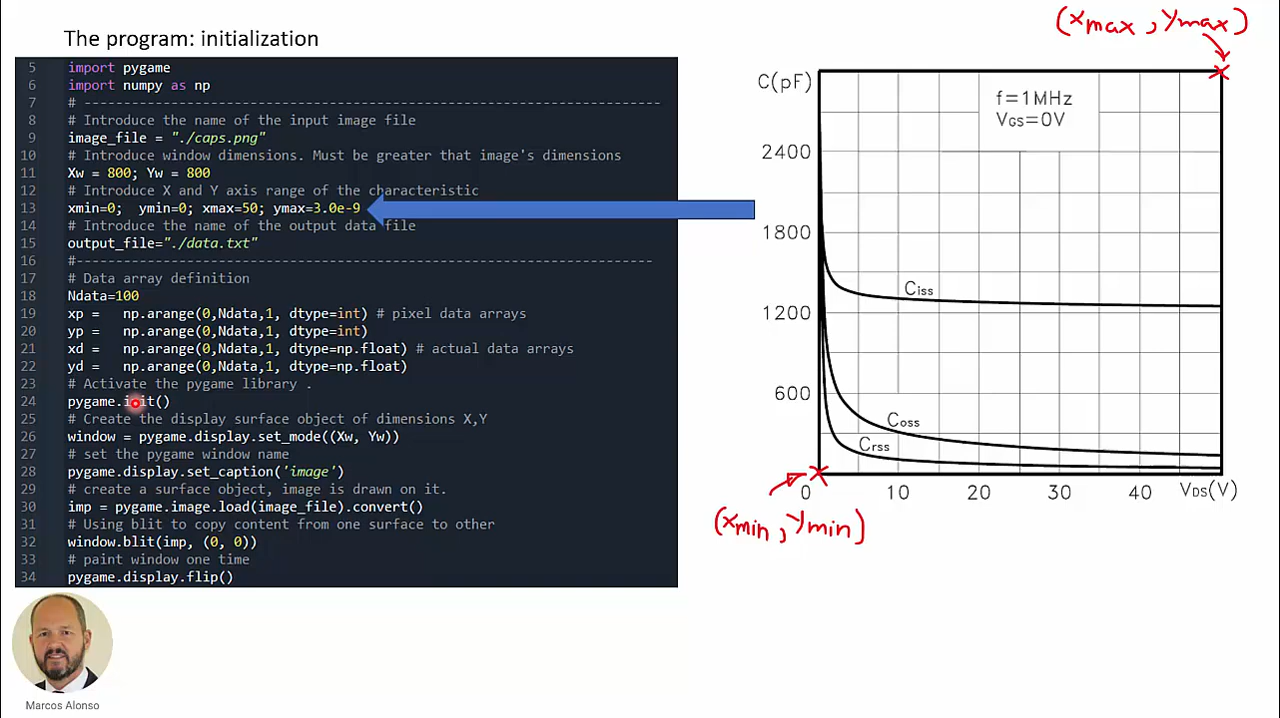 The program: initialization
5 import pygame
6 import numpy as np
7 # ------------------------------------------------------------------------
8 # Introduce the name of the input image file
9 image_file = "./caps.png"
10 # Introduce window dimensions. Must be greater that image's dimensions
11 Xw = 800; Yw = 800
12 # Introduce X and Y axis range of the characteristic
13 xmin=0;  ymin=0; xmax=50; ymax=3.0e-9
14 # Introduce the name of the output data file
15 output_file="./data.txt"
16 #------------------------------------------------------------------------
17 # Data array definition
18 Ndata=100
19 xp =   np.arange(0,Ndata,1, dtype=int) # pixel data arrays
20 yp =   np.arange(0,Ndata,1, dtype=int)
21 xd =   np.arange(0,Ndata,1, dtype=np.float) # actual data arrays
22 yd =   np.arange(0,Ndata,1, dtype=np.float)
23 # Activate the pygame library .
24 pygame.init()
25 # Create the display surface object of dimensions X,Y
26 window = pygame.display.set_mode((Xw, Yw))
27 # set the pygame window name
28 pygame.display.set_caption('image')
29 # create a surface object, image is drawn on it.
30 imp = pygame.image.load(image_file).convert()
31 # Using blit to copy content from one surface to other
32 window.blit(imp, (0, 0))
33 # paint window one time
34 pygame.display.flip()
(xmax, ymax)
C(pF)
f=1MHz
VGS=0V
2400
1800
Ciss
1200
600
Coss
Crss
0 10 20 30 40 VDS(V)
(xmin, ymin)
Marcos Alonso